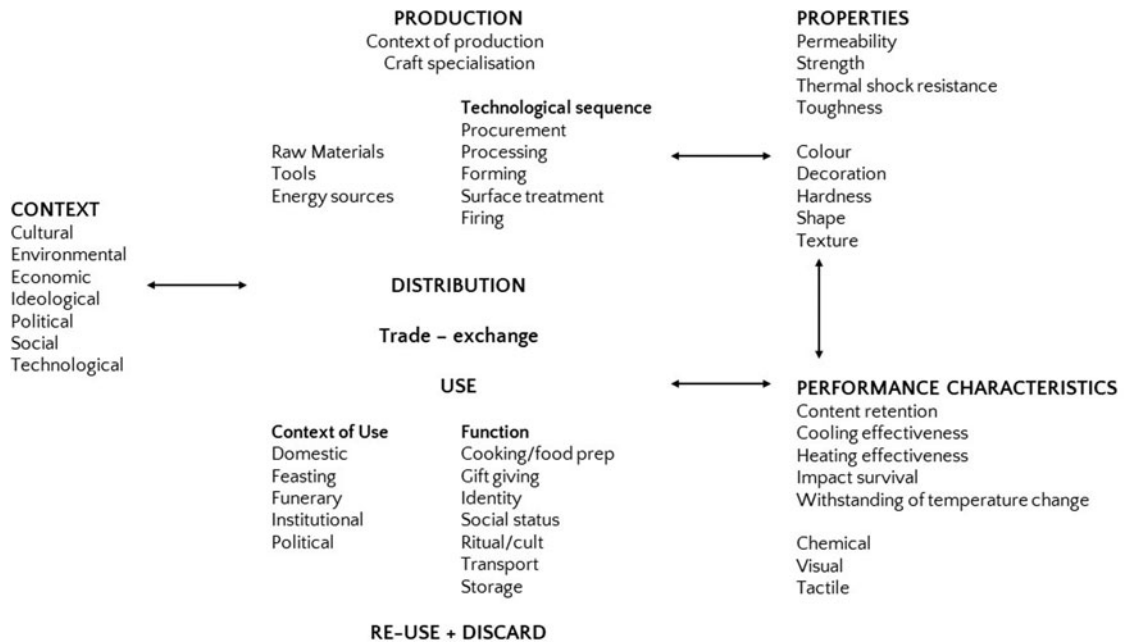 PRODUCTION
Context of production
Craft specialisation
Raw Materials
Tools
Energy sources
Technological sequence
Procurement
Processing
Forming
Surface treatment
Firing
PROPERTIES
Permeability
Strength
Thermal shock resistance
Toughness
Colour
Decoration
Hardness
Shape
Texture
CONTEXT
Cultural
Environmental
Economic
Ideological
Political
Social
Technological
DISTRIBUTION
Trade – exchange
USE
Context of Use
Domestic
Feasting
Funerary
Institutional
Political
Function
Cooking/food prep
Gift giving
Identity
Social status
Ritual/cult
Transport
Storage
PERFORMANCE CHARACTERISTICS
Content retention
Cooling effectiveness
Heating effectiveness
Impact survival
Withstanding of temperature change
Chemical
Visual
Tactile
RE-USE + DISCARD